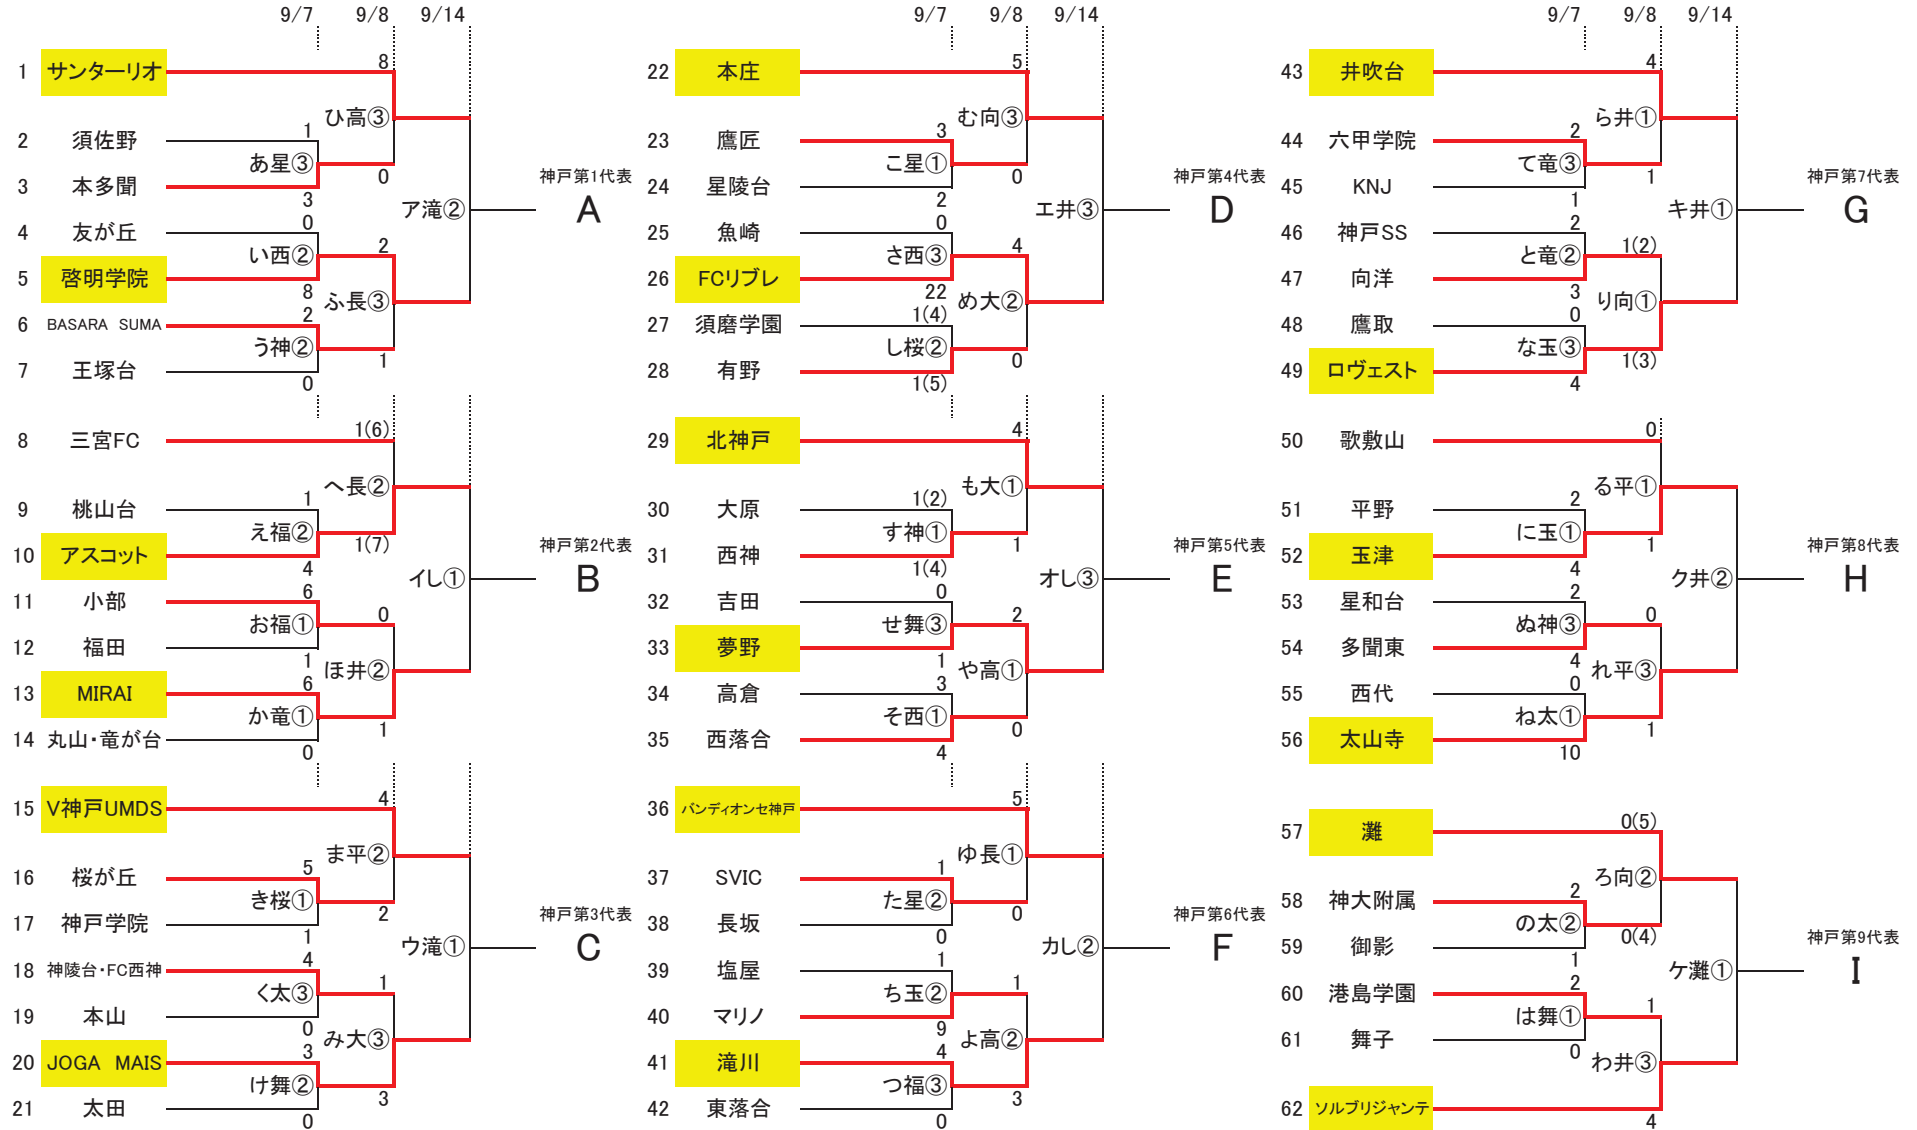 9/7 9/8 9/14
1 サンターリオ 8
ひ高③
2 須佐野 1
あ星③
3 本多聞 3
0
ア滝②
神戸第1代表
A
4 友が丘 0
い西② 2
5 啓明学院 8
ふ長③
6 BASARA SUMA 2
う神② 1
7 王塚台 0
8 三宮FC 1(6)
へ長②
9 桃山台 1
え福② 1(7)
10 アスコット 4
イし①
神戸第2代表
B
11 小部 6
お福① 0
12 福田 1
ほ井②
13 MIRAI 6
か竜① 1
14 丸山・竜が台 0
15 V神戸UMDS 4
ま平②
16 桜が丘 5
き桜① 2
17 神戸学院 1
ウ滝①
神戸第3代表
C
18 神陵台・FC西神 4
く太③ 1
19 本山 0
み大③
20 JOGA MAIS 3
け舞② 3
21 太田 0
9/7 9/8 9/14
22 本庄 5
む向③
23 鷹匠 3
こ星① 0
24 星陵台 2
エ井③
神戸第4代表
D
25 魚崎 0
さ西③ 4
26 FCリブレ 22
め大②
27 須磨学園 1(4)
し桜② 0
28 有野 1(5)
29 北神戸 4
も大①
30 大原 1(2)
す神① 1
31 西神 1(4)
オし③
神戸第5代表
E
32 吉田 0
せ舞③ 2
33 夢野 1
や高①
34 高倉 3
そ西① 0
35 西落合 4
36 バンディオンセ神戸 5
ゆ長①
37 SVIC 1
た星② 0
38 長坂 0
カし②
神戸第6代表
F
39 塩屋 1
ち玉② 1
40 マリノ 9
よ高②
41 滝川 4
つ福③ 3
42 東落合 0
9/7 9/8 9/14
43 井吹台 4
ら井①
44 六甲学院 2
て竜③ 1
45 KNJ 1
キ井①
神戸第7代表
G
46 神戸SS 2
と竜② 1(2)
47 向洋 3
り向①
48 鷹取 0
な玉③ 1(3)
49 ロヴェスト 4
50 歌敷山 0
る平①
51 平野 2
に玉① 1
52 玉津 4
ク井②
神戸第8代表
H
53 星和台 2
ぬ神③ 0
54 多聞東 4
れ平③
55 西代 0
ね太① 1
56 太山寺 10
57 灘 0(5)
ろ向②
58 神大附属 2
の太② 0(4)
59 御影 1
ケ灘①
神戸第9代表
I
60 港島学園 2
は舞① 1
61 舞子 0
わ井③
62 ソルブリジャンテ 4